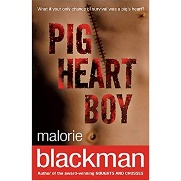 What if your only chance of survival was a pig's heart?
PIG
HEART
BOY
malorie
blackman
Author of the award-winning NOUGHTS AND CROSSES